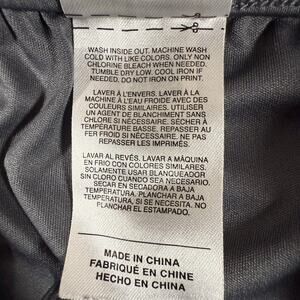 WASH INSIDE OUT. MACHINE WASH
COLD WITH LIKE COLORS. ONLY NON
CHLORINE BLEACH WHEN NEEDED.
TUMBLE DRY LOW. COOL IRON IF
NEEDED. DO NOT IRON ON PRINT.
LAVER À L'ENVERS. LAVER À LA
MACHINE À L'EAU FROIDE AVEC DES
COULEURS SIMILAIRES. UTILISER
UN AGENT DE BLANCHIMENT SANS
CHLORE SI NÉCESSAIRE. SÉCHER À
TEMPÉRATURE BASSE. REPASSER AU
FER FROID SI NÉCESSAIRE. NE PAS
REPASSER LES IMPRIMÉS.
LAVAR AL REVÉS. LAVAR A MÁQUINA
EN FRIO CON COLORES SIMILARES.
SOLAMENTE USAR BLANQUEADOR
SIN CLORO CUANDO SEA NECESARIO.
SECAR EN SECADORA A BAJA
TEMPERATURA. PLANCHAR A BAJA
TEMPERATURA, SI SE NECESITA. NO
PLANCHAR EL ESTAMPADO.
MADE IN CHINA
FABRIQUÉ EN CHINE
HECHO EN CHINA